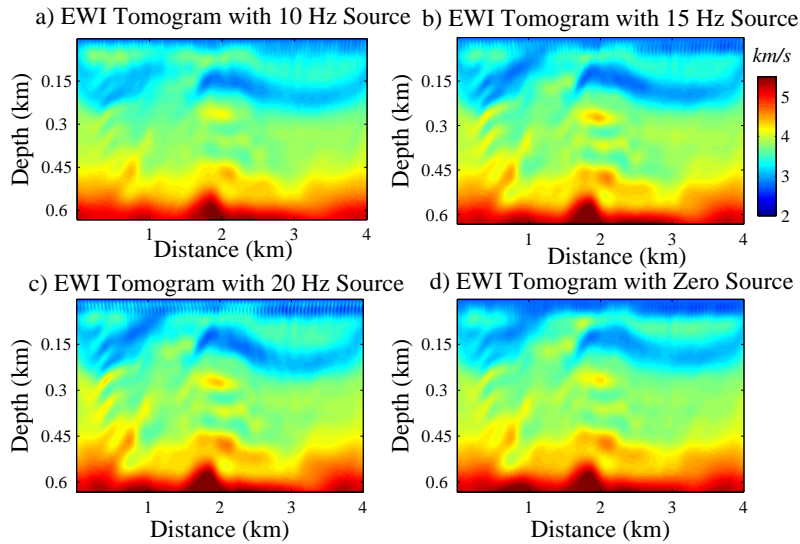 a) EWI Tomogram with 10 Hz Source
b) EWI Tomogram with 15 Hz Source
km/s
Depth (km)
0.15
0.3
0.45
0.6
1
2
3
4
Distance (km)
Depth (km)
0.15
0.3
0.45
0.6
1
2
3
4
Distance (km)
5
4
3
2
c) EWI Tomogram with 20 Hz Source
d) EWI Tomogram with Zero Source
Depth (km)
0.15
0.3
0.45
0.6
1
2
3
4
Distance (km)
Depth (km)
0.15
0.3
0.45
0.6
1
2
3
4
Distance (km)